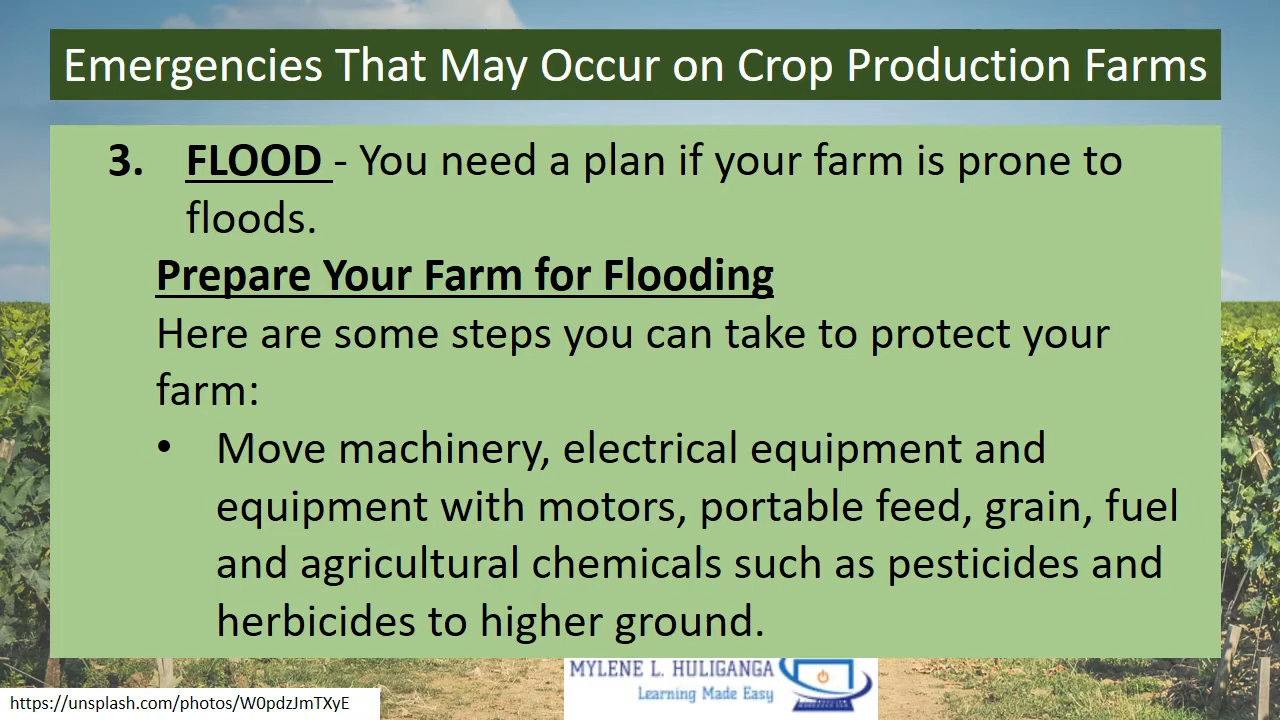 Emergencies That May Occur on Crop Production Farms
3. FLOOD - You need a plan if your farm is prone to
floods.
Prepare Your Farm for Flooding
Here are some steps you can take to protect your
farm:
• Move machinery, electrical equipment and
equipment with motors, portable feed, grain, fuel
and agricultural chemicals such as pesticides and
herbicides to higher ground.
MYLENE L. HULIGANGA
Learning Made Easy
https://unsplash.com/photos/W0pdzJmTXyE